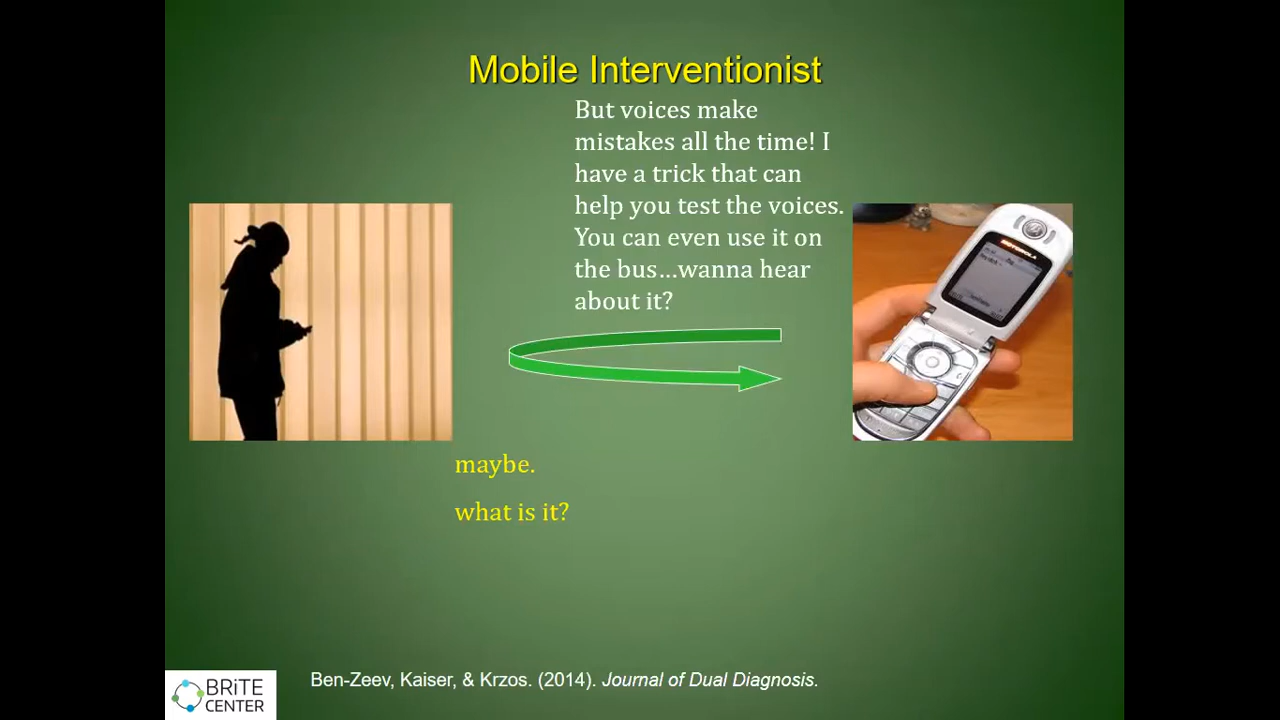 Mobile Interventionist
But voices make
mistakes all the time! I
have a trick that can
help you test the voices.
You can even use it on
the bus...wanna hear
about it?
MOTOROLA
maybe.
what is it?
Ben-Zeev, Kaiser, & Krzos. (2014). Journal of Dual Diagnosis.
BRiTE
CENTER